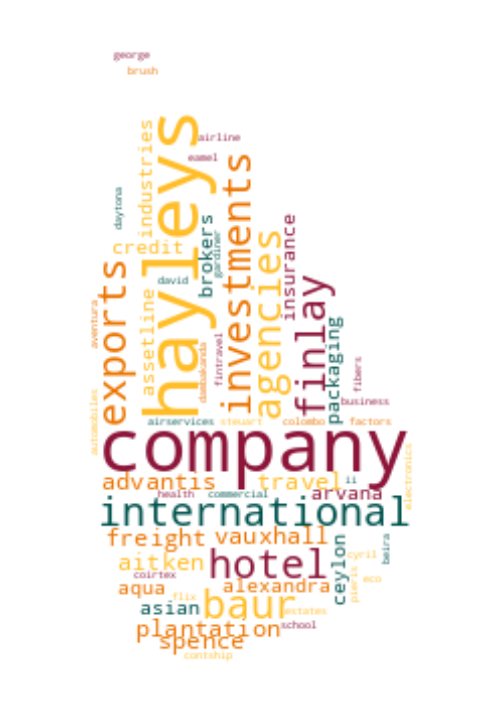 george
brush
airline
eamel
industries
hayleys
investments
daytona
credit
brokers
gardiner
agencies
insurance
exports
david
assetline
finlay
packaging
aventura
dambakanda
fintravel
fibers
business
automobiles
airservices
steuart
colombo
factors
company
electronics
advantis
travel
ii
health
commercial
arvana
international
freight
vauxhall
ceylon
beira
aitken
hotel
cyril
coirtex
eco
pieris
aqua
alexandra
flix
asian
baur
estates
plantation
school
spence
contship